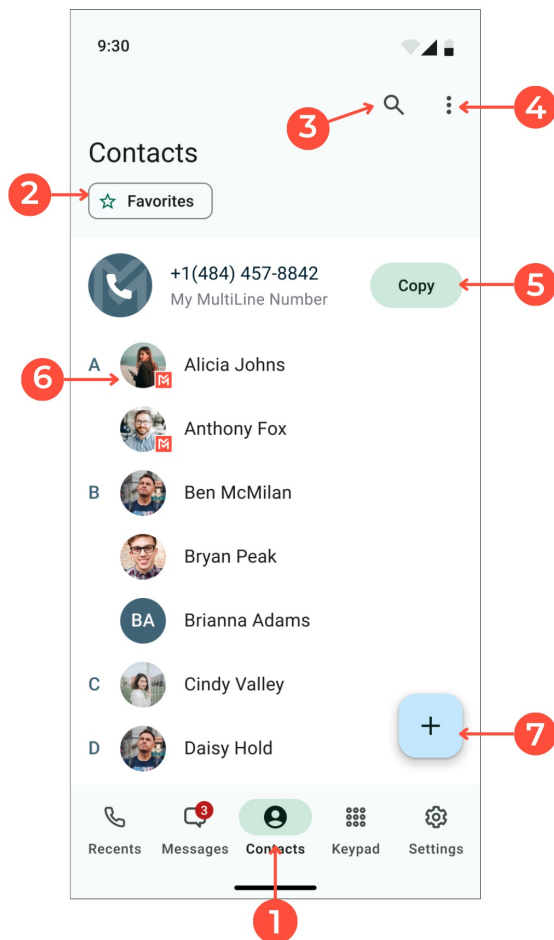 9:30
3
4
Contacts
2
Favorites
+1(484) 457-8842
My MultiLine Number
Copy
5
A
Alicia Johns
6
Anthony Fox
B
Ben McMilan
Bryan Peak
BA
Brianna Adams
C
Cindy Valley
+
7
D
Daisy Hold
3
Recents
Messages
Contacts
Keypad
Settings
1